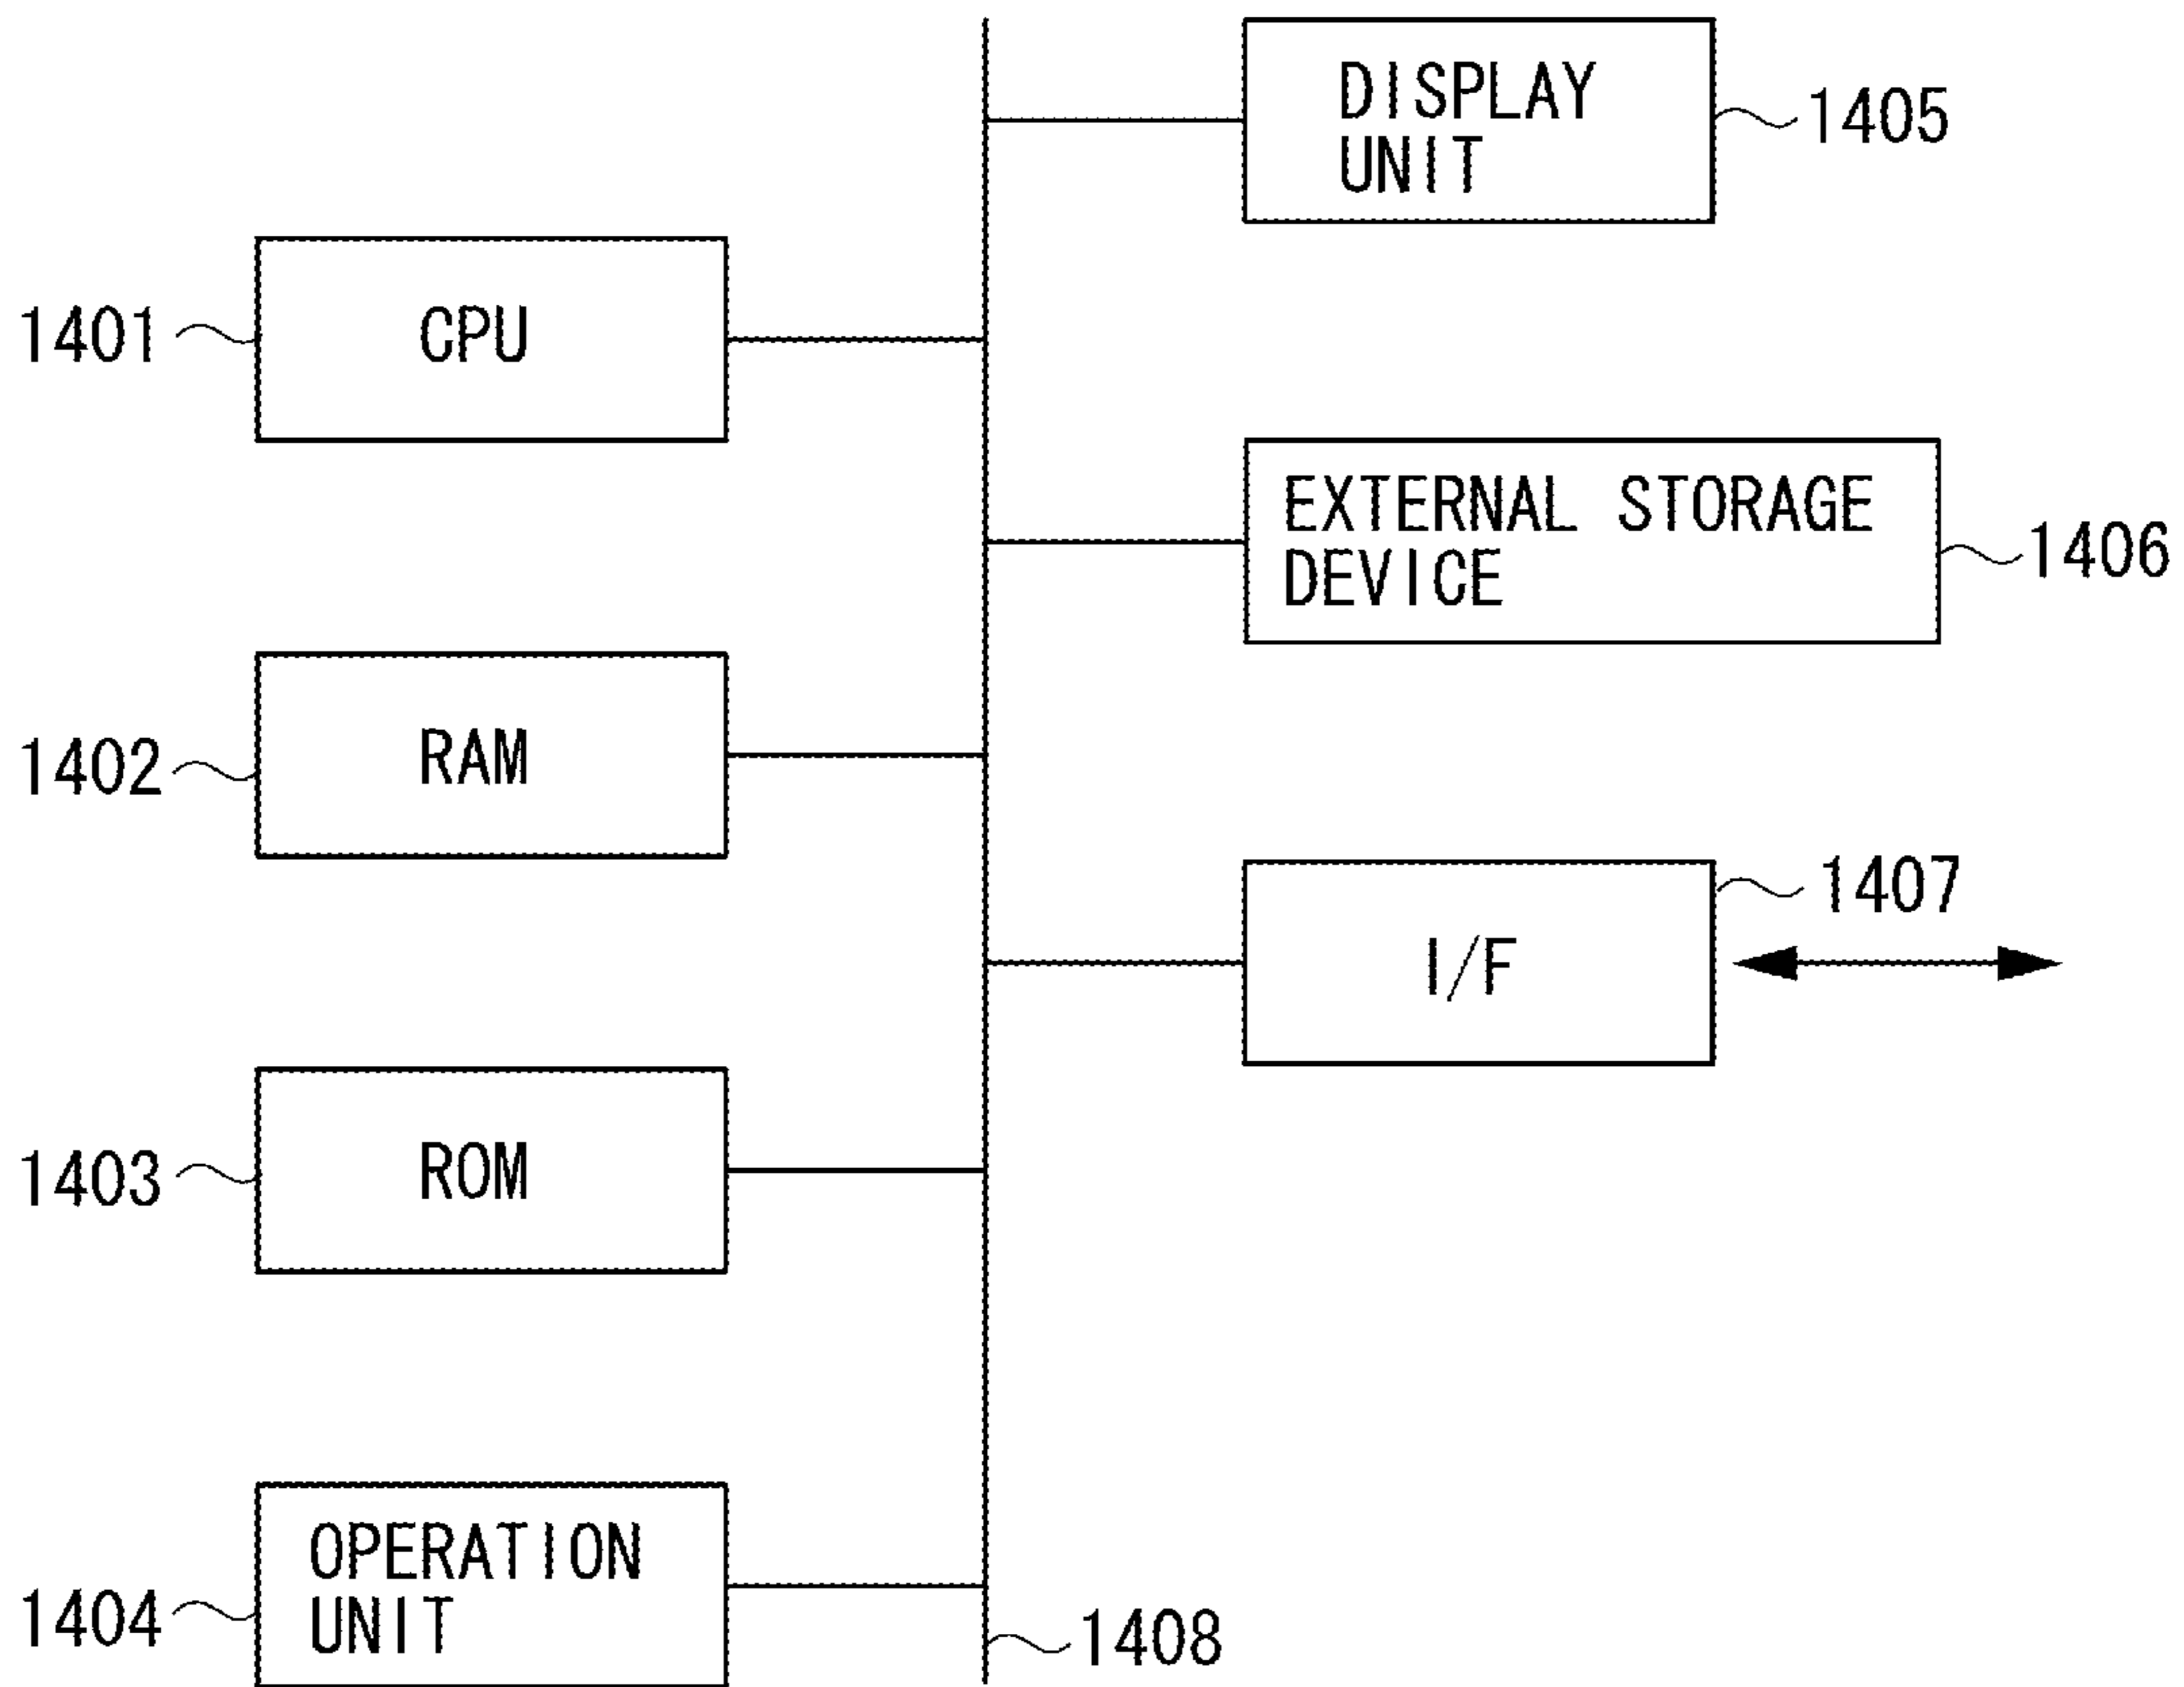 DISPLAY
UNIT
1405
1401
CPU
EXTERNAL STORAGE
DEVICE
1406
1402
RAM
1407
I/F
1403
ROM
1404
OPERATION
UNIT
1408